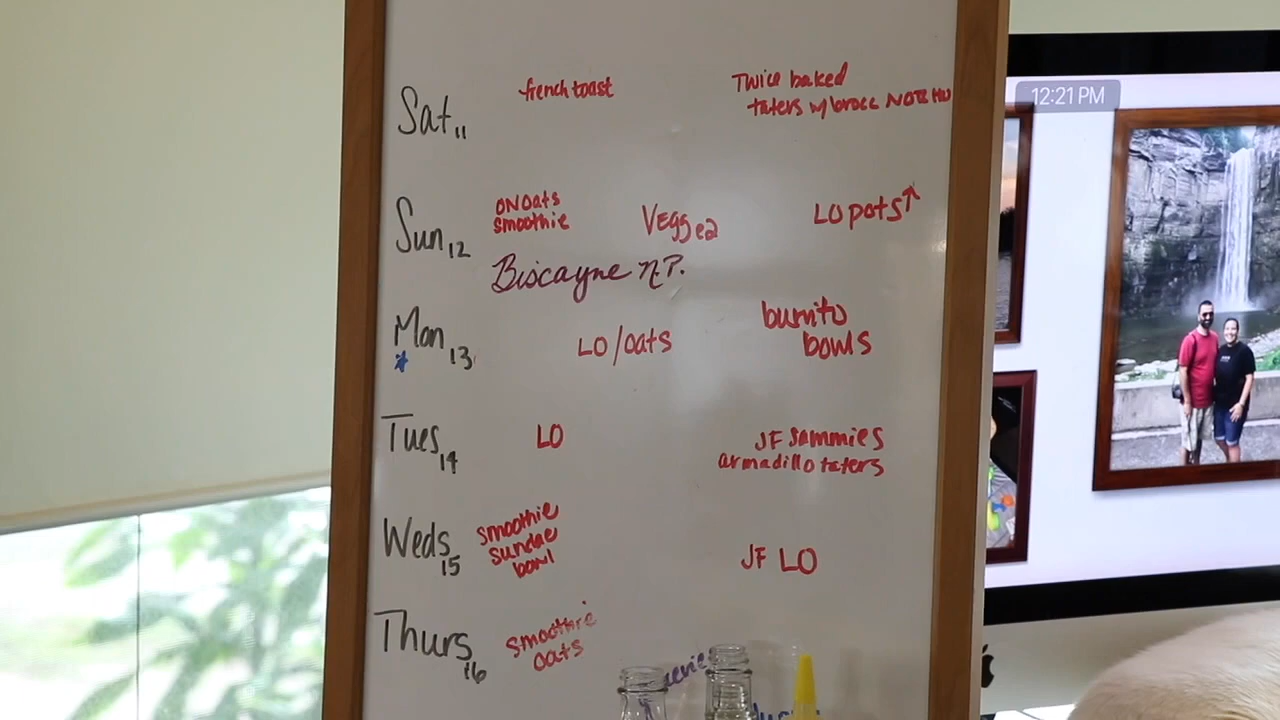 Sat 11
french toast
Twice baked
taters w/brocc
Sun 12
ON oats
smoothie
LO pots↑
Biscayne N.P.
Mon 13
*
LO/oats
burrito
bowls
Tues 14
LO
JF sammies
armadillo taters
Weds 15
smoothie
sundae
bowl
JF LO
Thurs 16
smoothie
oats
12:21 PM